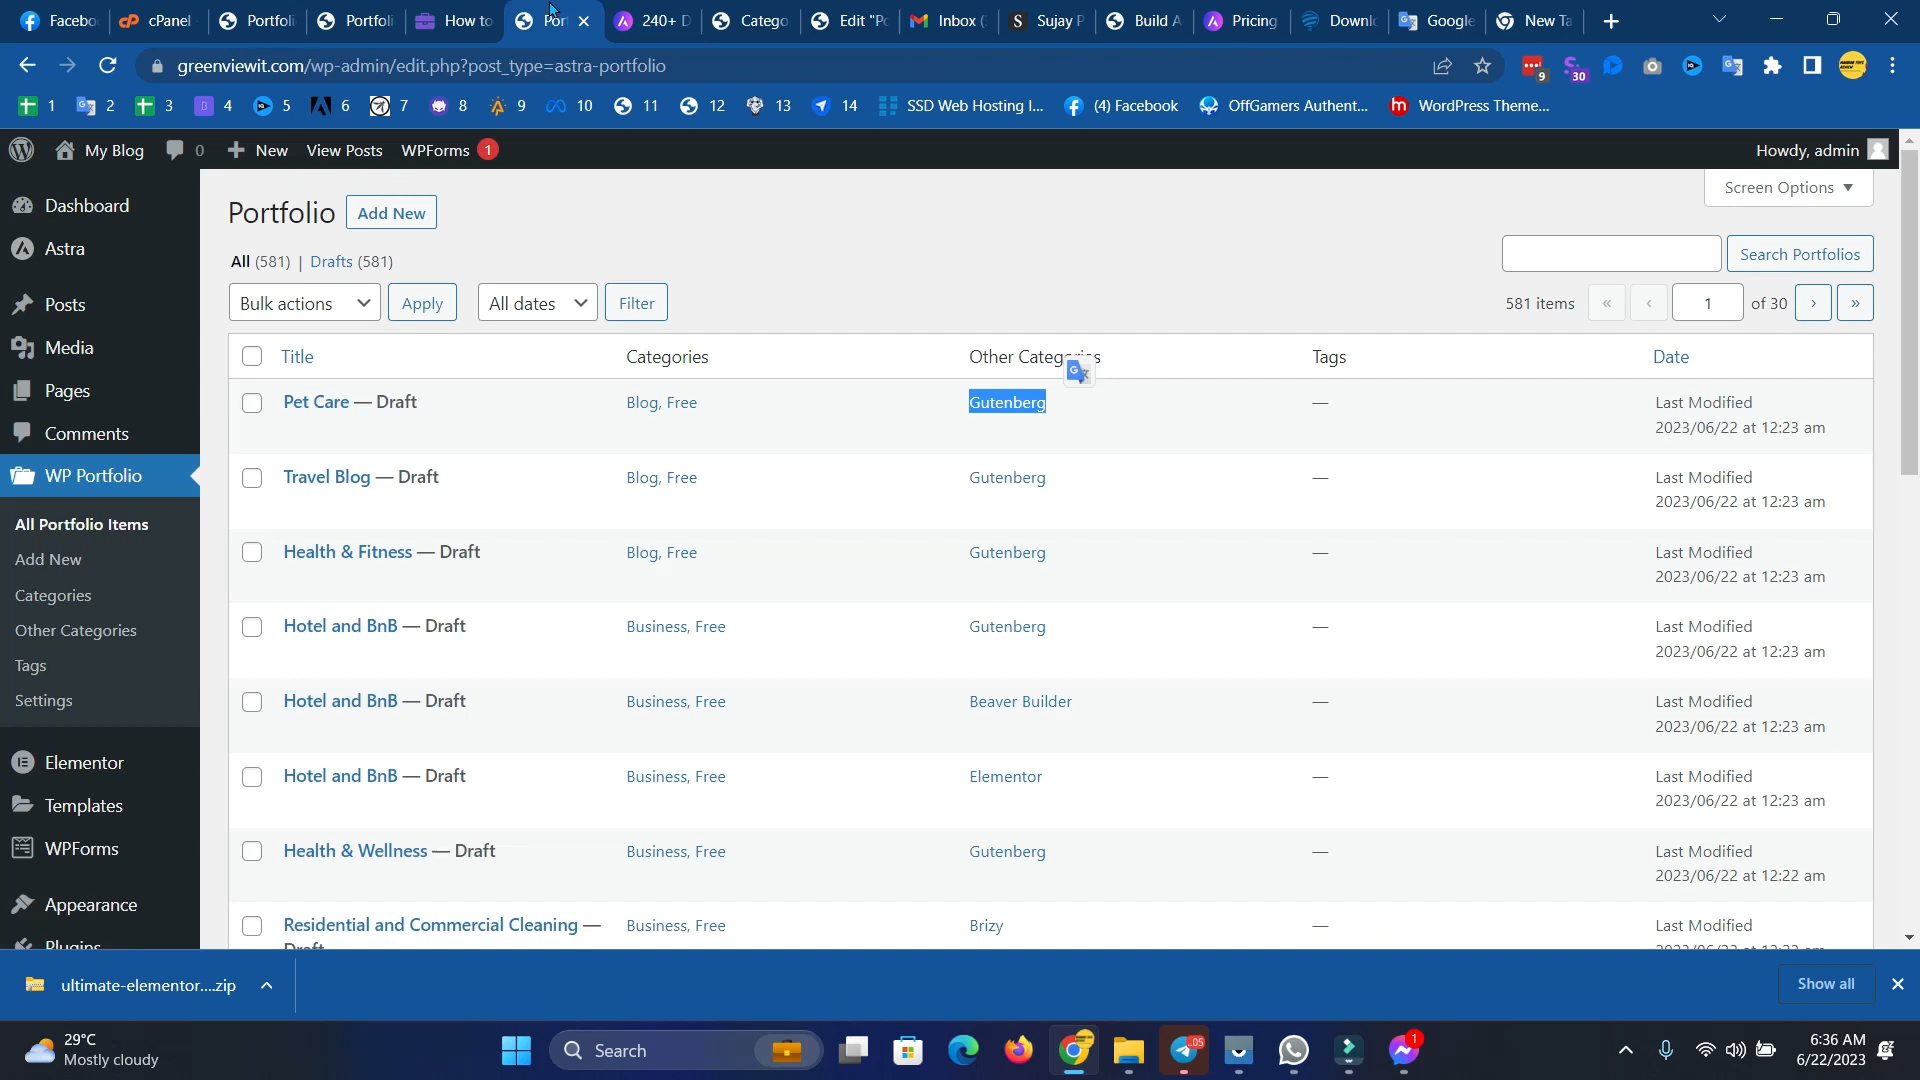 Facebo
cPanel
Portfoli
Portfoli
How to
Por
240+ D
Catego
Edit "Po
Inbox (
Sujay P
Build A
Pricing
Downl
Google
New Ta
greenviewit.com/wp-admin/edit.php?post_type=astra-portfolio
9
30
1
2
3
4
5
6
7
8
9
10
11
12
13
14
SSD Web Hosting I...
(4) Facebook
OffGamers Authent...
WordPress Theme...
My Blog
0
New
View Posts
WPForms 1
Howdy, admin
Dashboard
Astra
Posts
Media
Pages
Comments
WP Portfolio
All Portfolio Items
Add New
Categories
Other Categories
Tags
Settings
Elementor
Templates
WPForms
Appearance
Plugins
Screen Options
Portfolio
Add New
All (581) | Drafts (581)
Search Portfolios
Bulk actions
Apply
All dates
Filter
581 items « ‹ 1 of 30 › »
Title Categories Other Categories Tags Date
Pet Care — Draft Blog, Free Gutenberg — Last Modified
2023/06/22 at 12:23 am
Travel Blog — Draft Blog, Free Gutenberg — Last Modified
2023/06/22 at 12:23 am
Health & Fitness — Draft Blog, Free Gutenberg — Last Modified
2023/06/22 at 12:23 am
Hotel and BnB — Draft Business, Free Gutenberg — Last Modified
2023/06/22 at 12:23 am
Hotel and BnB — Draft Business, Free Beaver Builder — Last Modified
2023/06/22 at 12:23 am
Hotel and BnB — Draft Business, Free Elementor — Last Modified
2023/06/22 at 12:23 am
Health & Wellness — Draft Business, Free Gutenberg — Last Modified
2023/06/22 at 12:22 am
Residential and Commercial Cleaning — Business, Free Brizy — Last Modified
Draft
ultimate-elementor....zip
Show all
29°C
Mostly cloudy
Search
.05
1
6:36 AM
6/22/2023